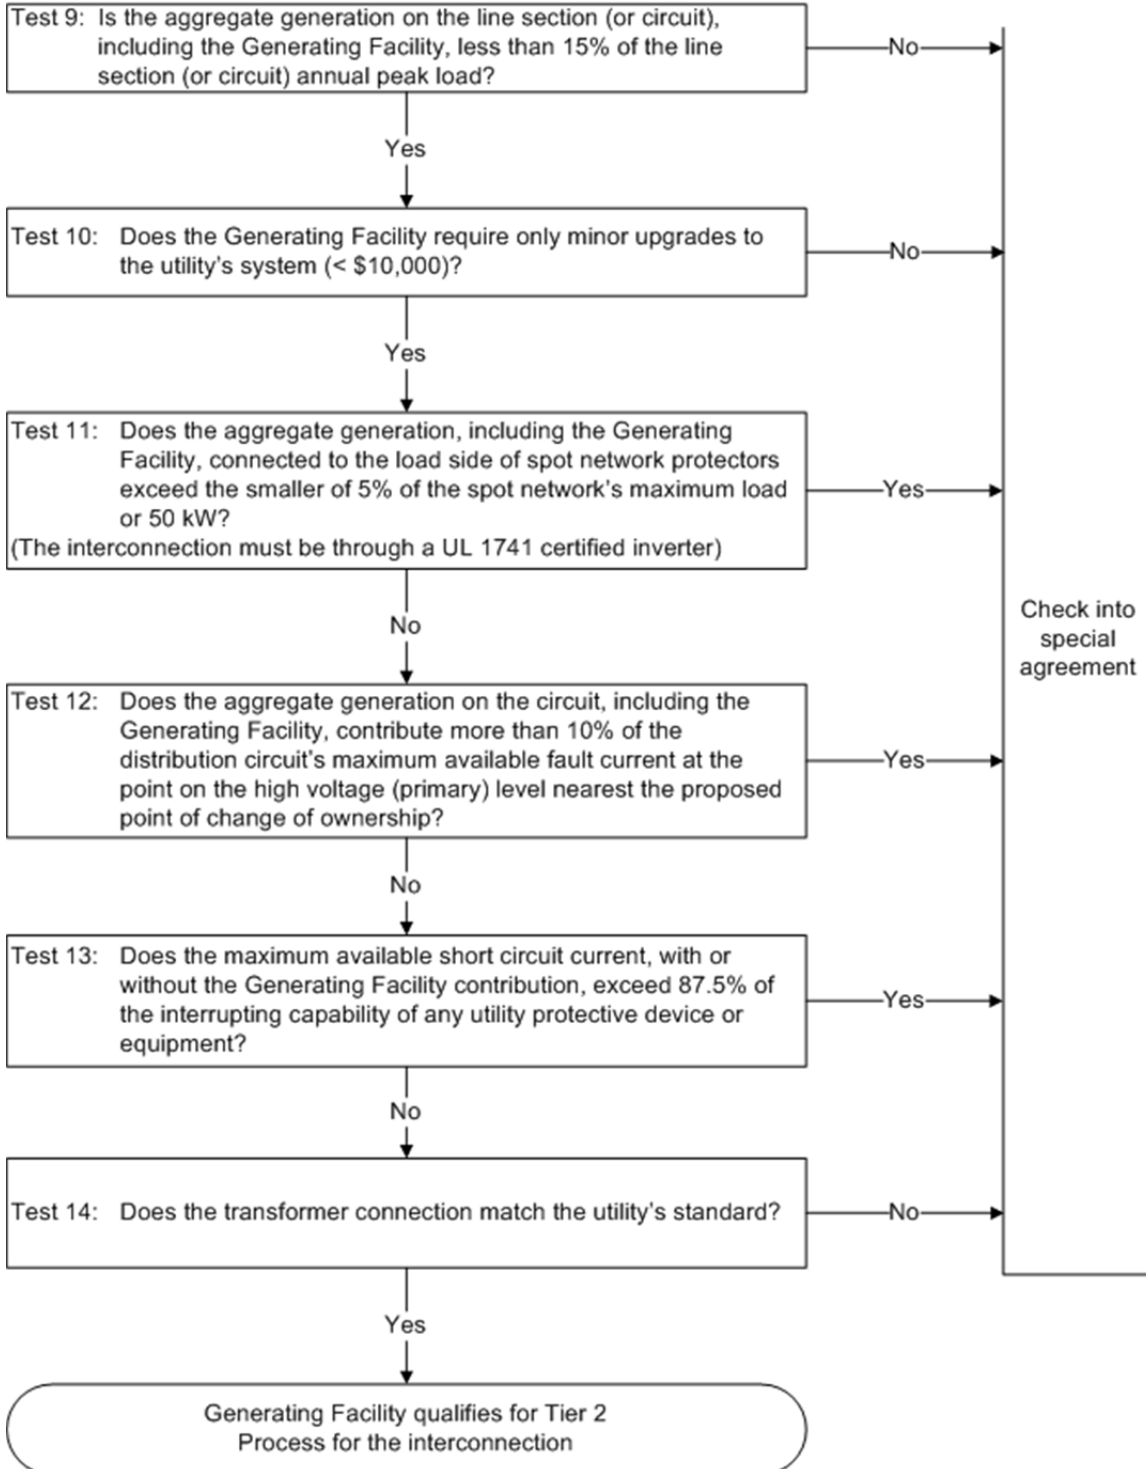 Test 9: Is the aggregate generation on the line section (or circuit),
including the Generating Facility, less than 15% of the line
section (or circuit) annual peak load?
No
Yes
Test 10: Does the Generating Facility require only minor upgrades to
the utility's system (< $10,000)?
No
Yes
Test 11: Does the aggregate generation, including the Generating
Facility, connected to the load side of spot network protectors
exceed the smaller of 5% of the spot network's maximum load
or 50 kW?
(The interconnection must be through a UL 1741 certified inverter)
Yes
No
Check into
special
agreement
Test 12: Does the aggregate generation on the circuit, including the
Generating Facility, contribute more than 10% of the
distribution circuit's maximum available fault current at the
point on the high voltage (primary) level nearest the proposed
point of change of ownership?
Yes
No
Test 13: Does the maximum available short circuit current, with or
without the Generating Facility contribution, exceed 87.5% of
the interrupting capability of any utility protective device or
equipment?
Yes
No
Test 14: Does the transformer connection match the utility's standard?
No
Yes
Generating Facility qualifies for Tier 2
Process for the interconnection